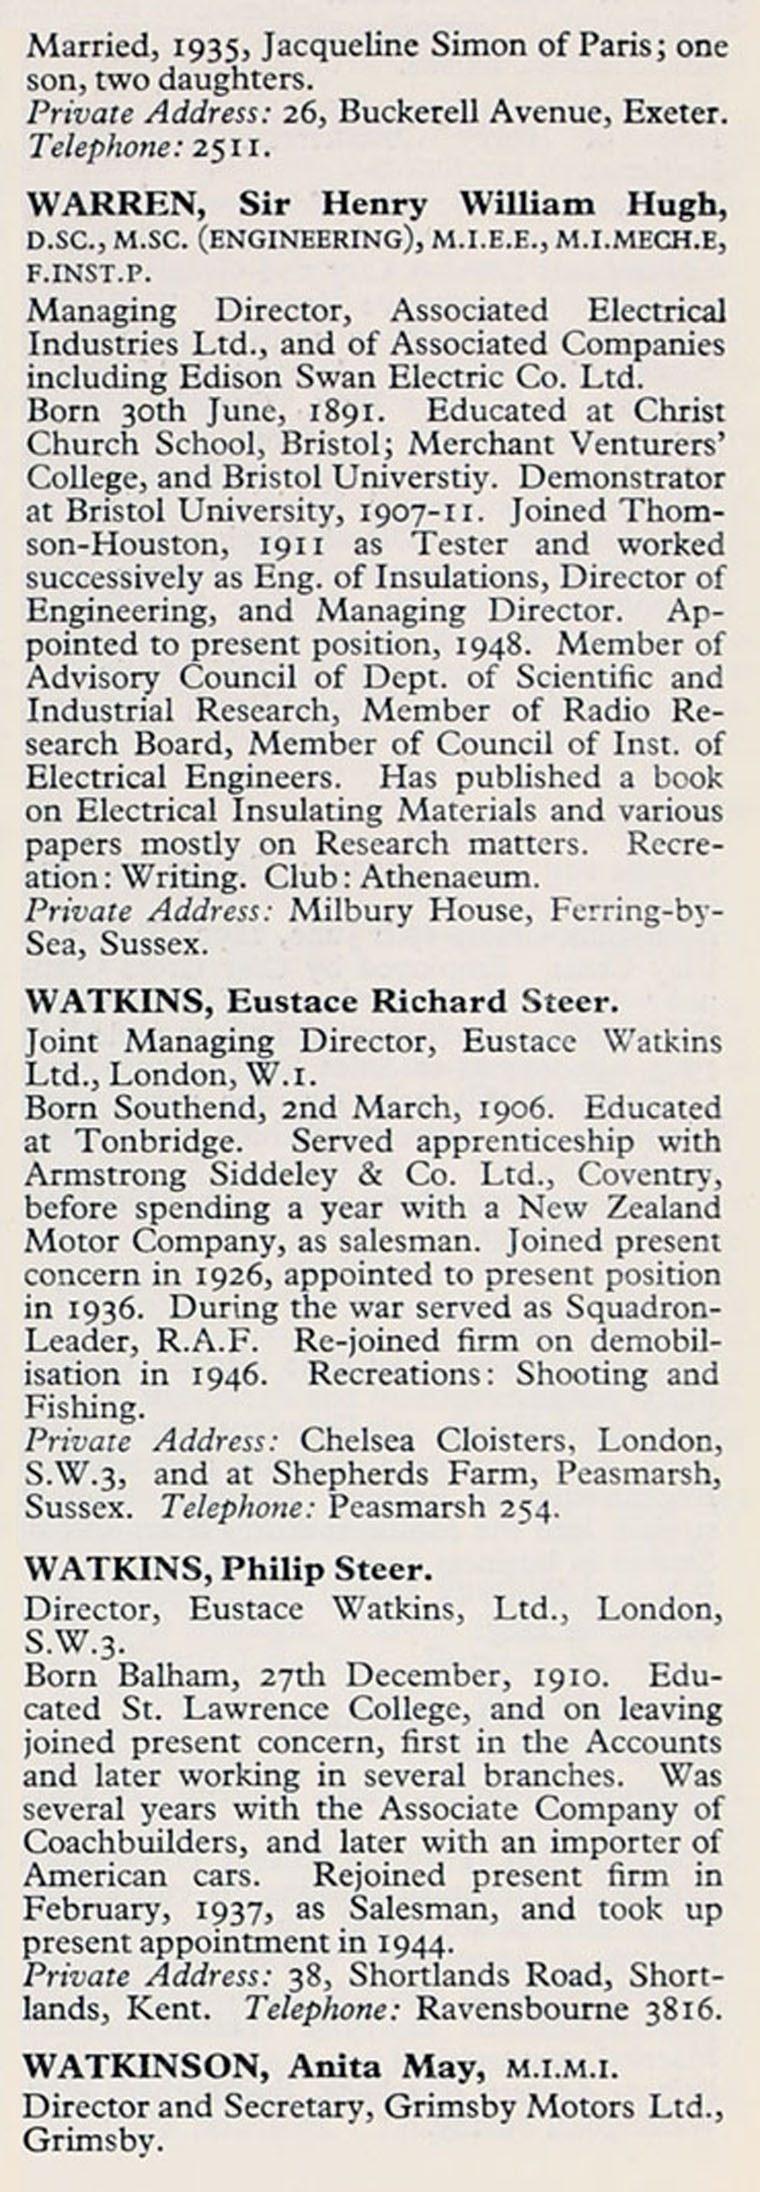 Married, 1935, Jacqueline Simon of Paris; one
son, two daughters.
Private Address: 26, Buckerell Avenue, Exeter.
Telephone: 2511.
WARREN, Sir Henry William Hugh,
D.SC., M.SC. (ENGINEERING), M.I.E.E., M.I.MECH.E,
F.INST.P.
Managing Director, Associated Electrical
Industries Ltd., and of Associated Companies
including Edison Swan Electric Co. Ltd.
Born 30th June, 1891. Educated at Christ
Church School, Bristol; Merchant Venturers'
College, and Bristol Universtiy. Demonstrator
at Bristol University, 1907-11. Joined Thom-
son-Houston, 1911 as Tester and worked
successively as Eng. of Insulations, Director of
Engineering, and Managing Director. Ap-
pointed to present position, 1948. Member of
Advisory Council of Dept. of Scientific and
Industrial Research, Member of Radio Re-
search Board, Member of Council of Inst. of
Electrical Engineers. Has published a book
on Electrical Insulating Materials and various
papers mostly on Research matters. Recre-
ation: Writing. Club: Athenaeum.
Private Address: Milbury House, Ferring-by-
Sea, Sussex.
WATKINS, Eustace Richard Steer.
Joint Managing Director, Eustace Watkins
Ltd., London, W.1.
Born Southend, 2nd March, 1906. Educated
at Tonbridge. Served apprenticeship with
Armstrong Siddeley & Co. Ltd., Coventry,
before spending a year with a New Zealand
Motor Company, as salesman. Joined present
concern in 1926, appointed to present position
in 1936. During the war served as Squadron-
Leader, R.A.F. Re-joined firm on demobil-
isation in 1946. Recreations: Shooting and
Fishing.
Private Address: Chelsea Cloisters, London,
S.W.3, and at Shepherds Farm, Peasmarsh,
Sussex. Telephone: Peasmarsh 254.
WATKINS, Philip Steer.
Director, Eustace Watkins, Ltd., London,
S.W.3.
Born Balham, 27th December, 1910. Edu-
cated St. Lawrence College, and on leaving
joined present concern, first in the Accounts
and later working in several branches. Was
several years with the Associate Company of
Coachbuilders, and later with an importer of
American cars. Rejoined present firm in
February, 1937, as Salesman, and took up
present appointment in 1944.
Private Address: 38, Shortlands Road, Short-
lands, Kent. Telephone: Ravensbourne 3816.
WATKINSON, Anita May, M.I.M.I.
Director and Secretary, Grimsby Motors Ltd.,
Grimsby.